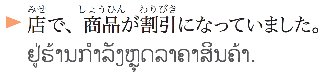 店で、商品が割引になっていました。
ຢູ່ຮ້ານກຳລັງຫຼຸດລາຄາສິນຄ້າ.